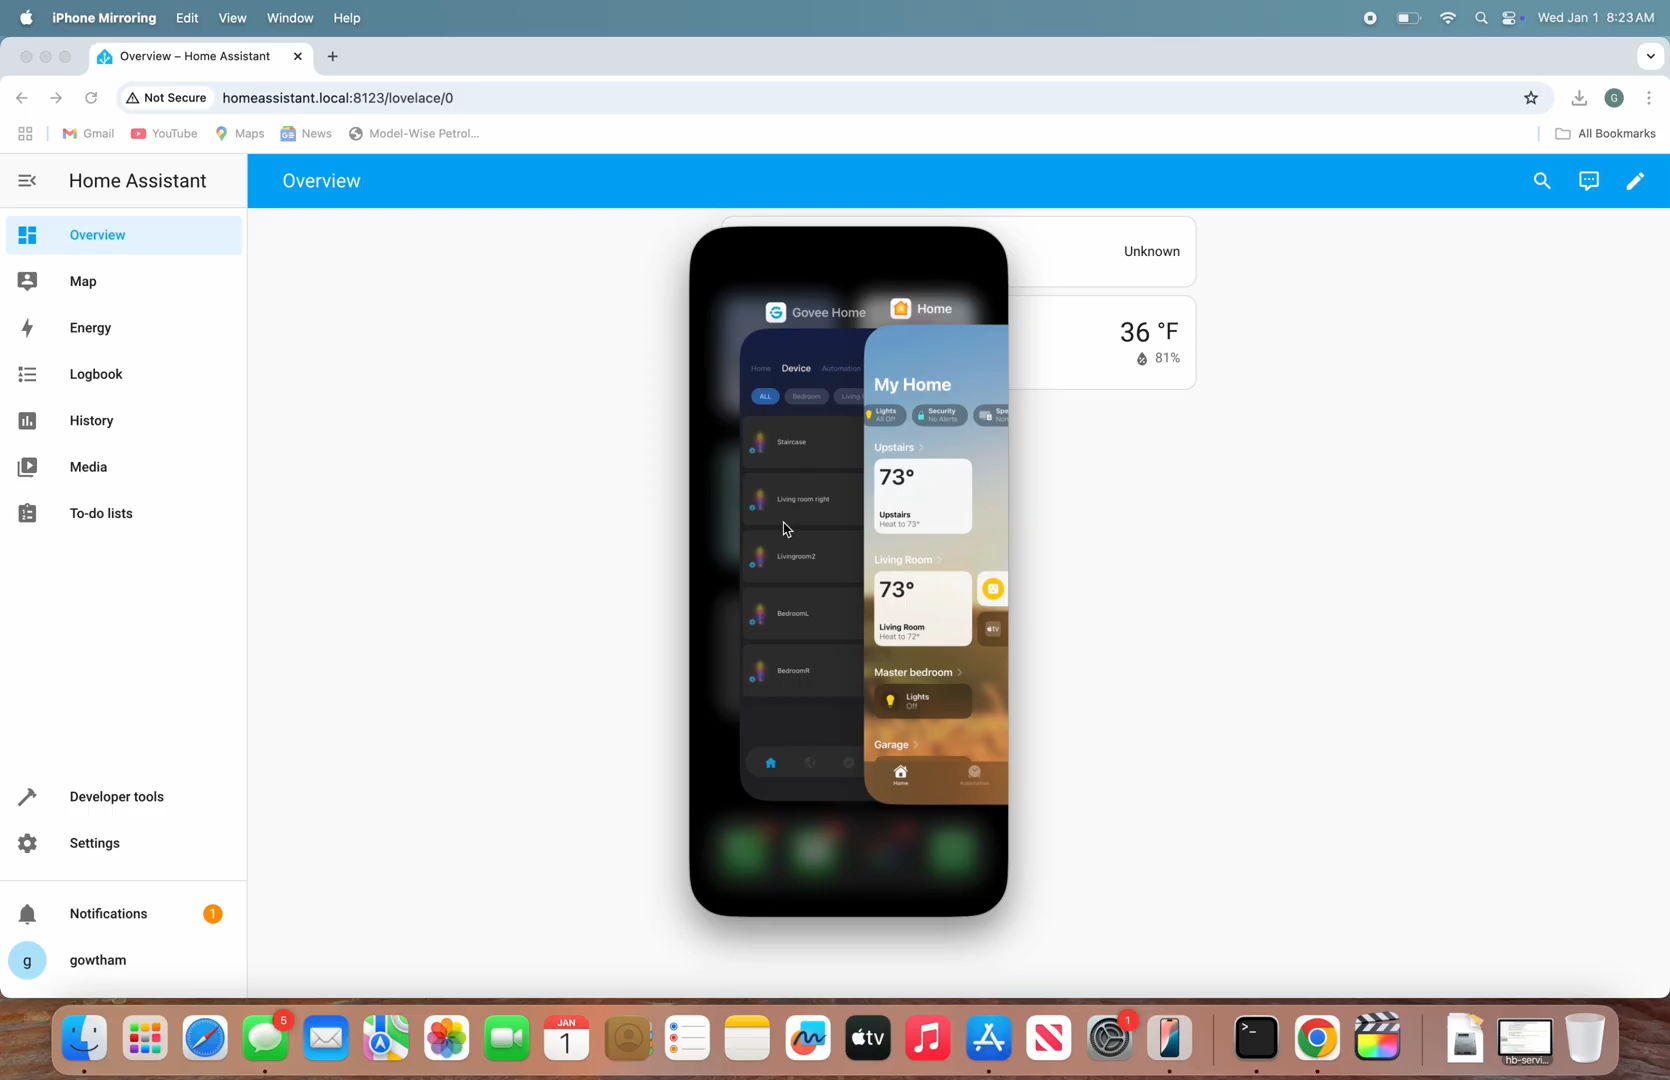 iPhone Mirroring Edit View Window Help Wed Jan 1 8:23 AM
Overview – Home Assistant
Not Secure homeassistant.local:8123/lovelace/0 G
Gmail YouTube Maps News Model-Wise Petrol... All Bookmarks
Home Assistant
Overview
Overview
Map
Energy
Logbook
History
Media
To-do lists
Developer tools
Settings
Notifications 1
g gowtham
Unknown
36 °F
81%
Govee Home
Home Device Automation
ALL Bedroom Living
Staircase
Living room right
Livingroom2
BedroomL
BedroomR
Home
My Home
Lights
All Off
Security
No Alerts
Spe
Upstairs
73°
Upstairs
Heat to 73°
Living Room
73°
Living Room
Heat to 72°
tv
Master bedroom
Lights
Off
Garage
Home Automation
5
JAN
1
tv
1
hb-servi...